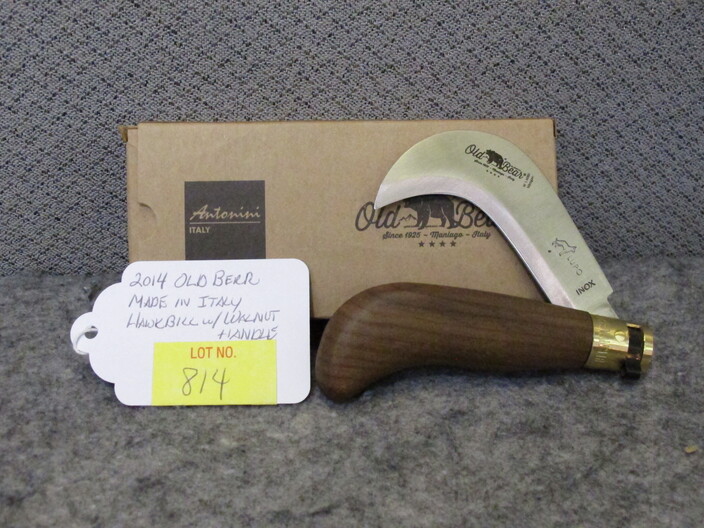 Antonini
ITALY
Old Bear
Since 1925 - Maniago - Italy
Old Bear
INOX
2014 OLD BEAR
MADE IN ITALY
HAWKBILL W/ WALNUT
HANDLE
LOT NO.
814